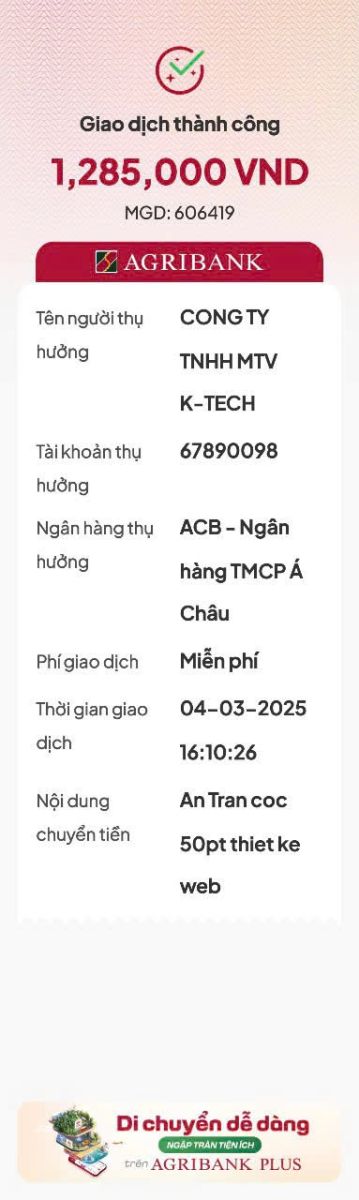 Giao dịch thành công
1,285,000 VND
MGD: 606419
AGRIBANK
Tên người thụ hưởng
CONG TY
TNHH MTV
K-TECH
Tài khoản thụ hưởng
67890098
Ngân hàng thụ hưởng
ACB - Ngân
hàng TMCP Á
Châu
Phí giao dịch
Miễn phí
Thời gian giao dịch
04-03-2025
16:10:26
Nội dung chuyển tiền
An Tran coc
50pt thiet ke
web
Di chuyển dễ dàng
NGẬP TRÀN TIỆN ÍCH
trên AGRIBANK PLUS